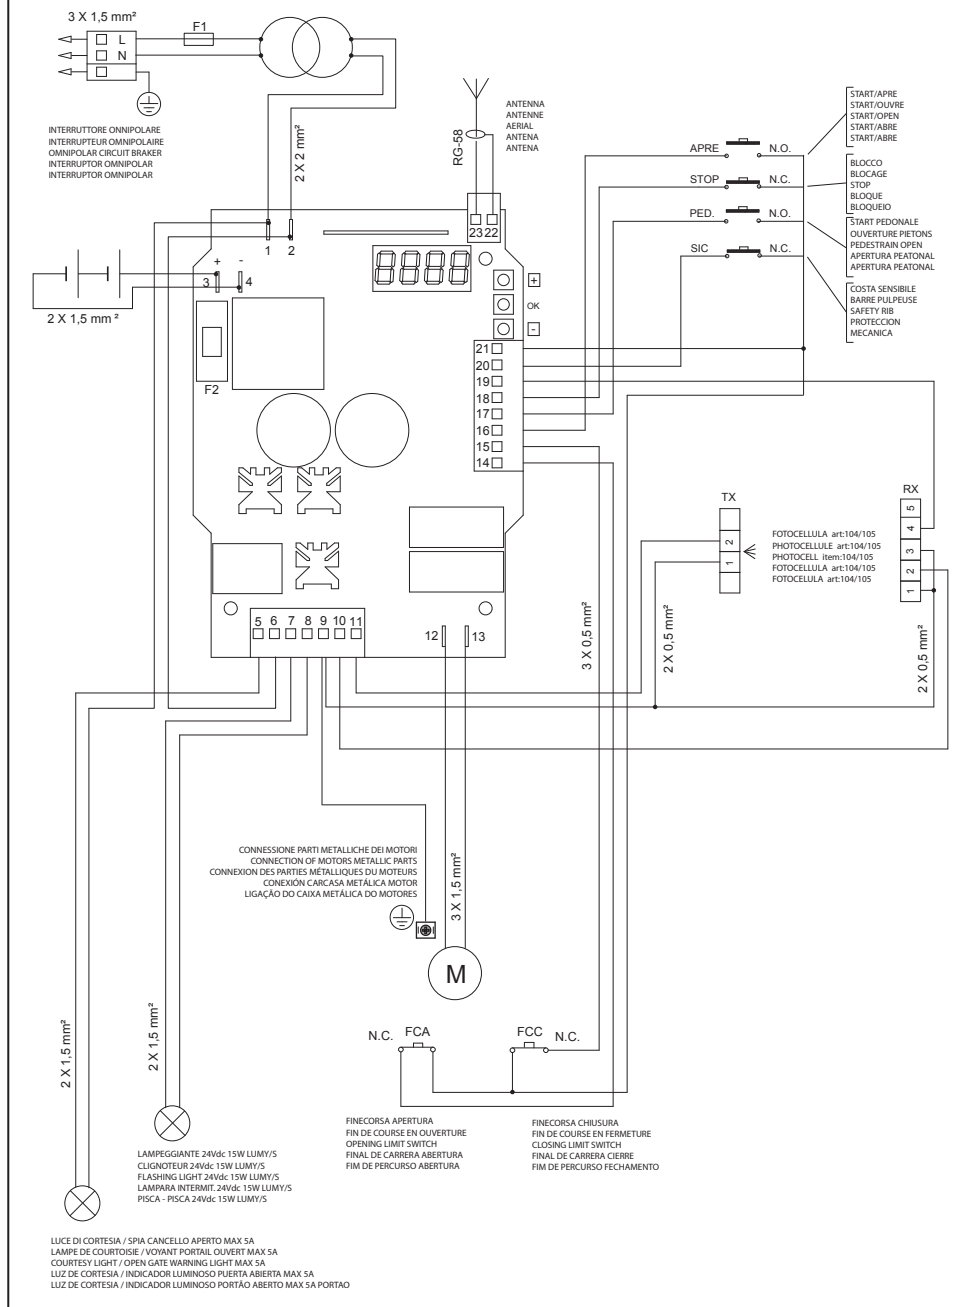 3 X 1,5 mm²
F1
L
N
INTERRUTTORE ONNIPOLARE
INTERRUPTEUR OMNIPOLAIRE
OMNIPOLAR CIRCUIT BRAKER
INTERRUPTOR OMNIPOLAR
INTERRUPTOR OMNIPOLAR
2 X 2 mm²
RG-58
ANTENNA
ANTENNE
AERIAL
ANTENA
ANTENA
APRE
N.O.
STOP
N.C.
PED.
N.O.
SIC
N.C.
START/APRE
START/OUVRE
START/OPEN
START/ABRE
START/ABRE
BLOCCO
BLOCAGE
STOP
BLOQUE
BLOQUEIO
START PEDONALE
OUVERTURE PIETONS
PEDESTRAIN OPEN
APERTURA PEATONAL
APERTURA PEATONAL
COSTA SENSIBILE
BARRE PULPEUSE
SAFETY RIB
PROTECCION
MECANICA
1 2
23 22
+ -
3 4
2 X 1,5 mm ²
F2
8888
+
OK
-
21
20
19
18
17
16
15
14
TX
2
1
FOTOCELLULA art:104/105
PHOTOCELLULE art:104/105
PHOTOCELL item:104/105
FOTOCELLULA art:104/105
FOTOCELULA art:104/105
RX
5
4
3
2
1
5 6 7 8 9 10 11
12 13
3 X 0,5 mm²
2 X 0,5 mm²
2 X 0,5 mm²
CONNESSIONE PARTI METALLICHE DEI MOTORI
CONNECTION OF MOTORS METALLIC PARTS
CONNEXION DES PARTIES MÉTALLIQUES DU MOTEURS
CONEXIÓN CARCASA METÁLICA MOTOR
LIGAÇÃO DO CAIXA METÁLICA DO MOTORES
3 X 1,5 mm²
M
N.C. FCA
FCC N.C.
2 X 1,5 mm²
2 X 1,5 mm²
FINECORSA APERTURA
FIN DE COURSE EN OUVERTURE
OPENING LIMIT SWITCH
FINAL DE CARRERA ABERTURA
FIM DE PERCURSO ABERTURA
FINECORSA CHIUSURA
FIN DE COURSE EN FERMETURE
CLOSING LIMIT SWITCH
FINAL DE CARRERA CIERRE
FIM DE PERCURSO FECHAMENTO
LAMPEGGIANTE 24Vdc 15W LUMY/S
CLIGNOTEUR 24Vdc 15W LUMY/S
FLASHING LIGHT 24Vdc 15W LUMY/S
LAMPARA INTERMIT. 24Vdc 15W LUMY/S
PISCA - PISCA 24Vdc 15W LUMY/S
LUCE DI CORTESIA / SPIA CANCELLO APERTO MAX 5A
LAMPE DE COURTOISIE / VOYANT PORTAIL OUVERT MAX 5A
COURTESY LIGHT / OPEN GATE WARNING LIGHT MAX 5A
LUZ DE CORTESIA / INDICADOR LUMINOSO PUERTA ABIERTA MAX 5A
LUZ DE CORTESIA / INDICADOR LUMINOSO PORTÃO ABERTO MAX 5A PORTAO